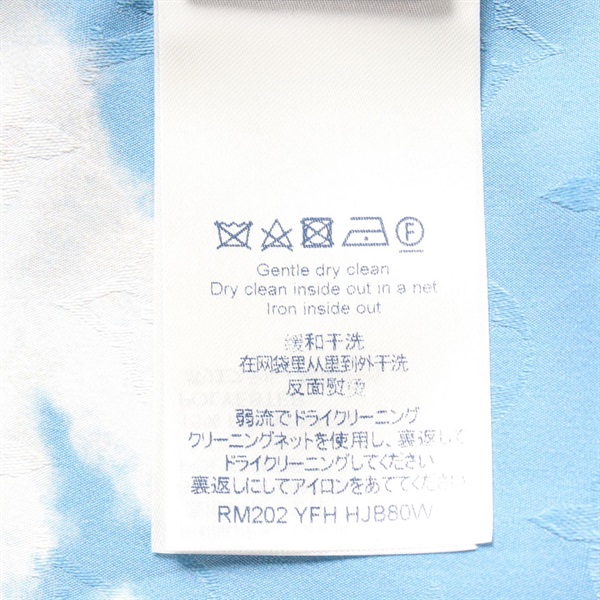 F
Gentle dry clean
Dry clean inside out in a net
Iron inside out
缓和干洗
在网袋里从里到外干洗
反面熨烫
弱流でドライクリーニング
クリーニングネットを使用し、裏返して
ドライクリーニングしてください
裏返しにしてアイロンをあててください
RM202 YFH HJB80W